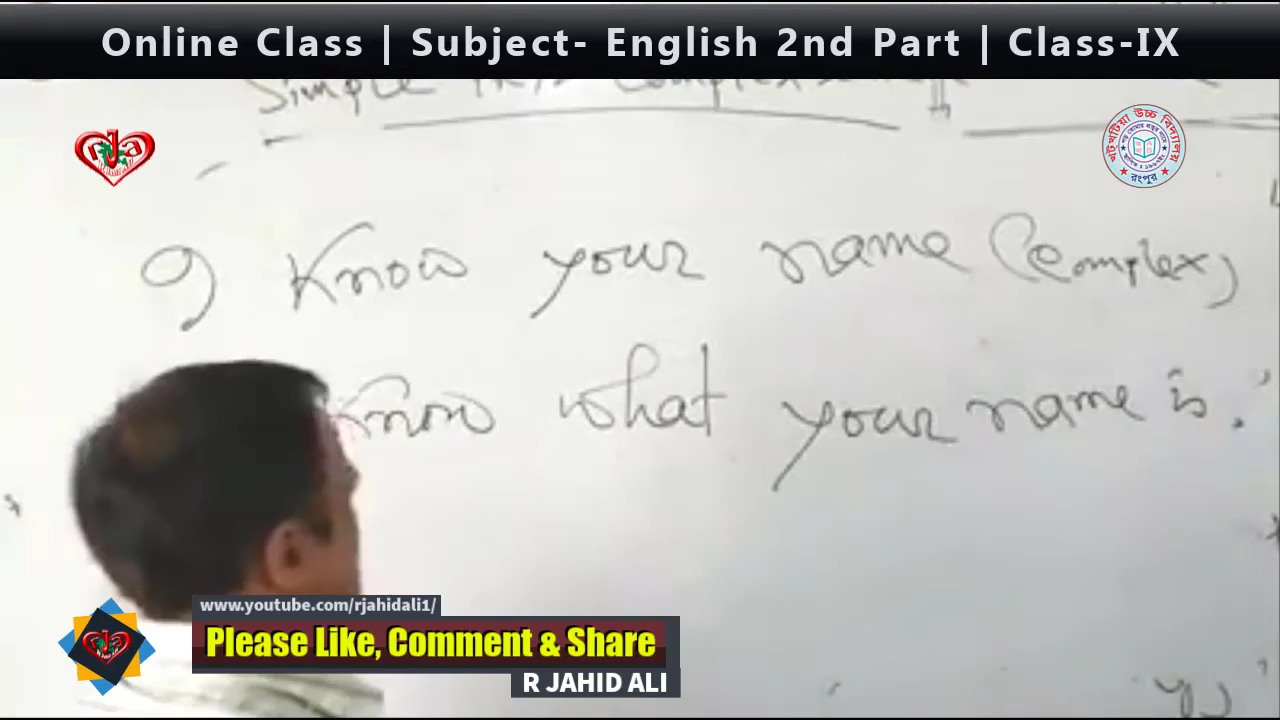 Online Class | Subject- English 2nd Part | Class-IX
Simple into Complex
I Know your name (Complex)
Know what your name is.
www.youtube.com/rjahidali1/
Please Like, Comment & Share
R JAHID ALI
রংপুর